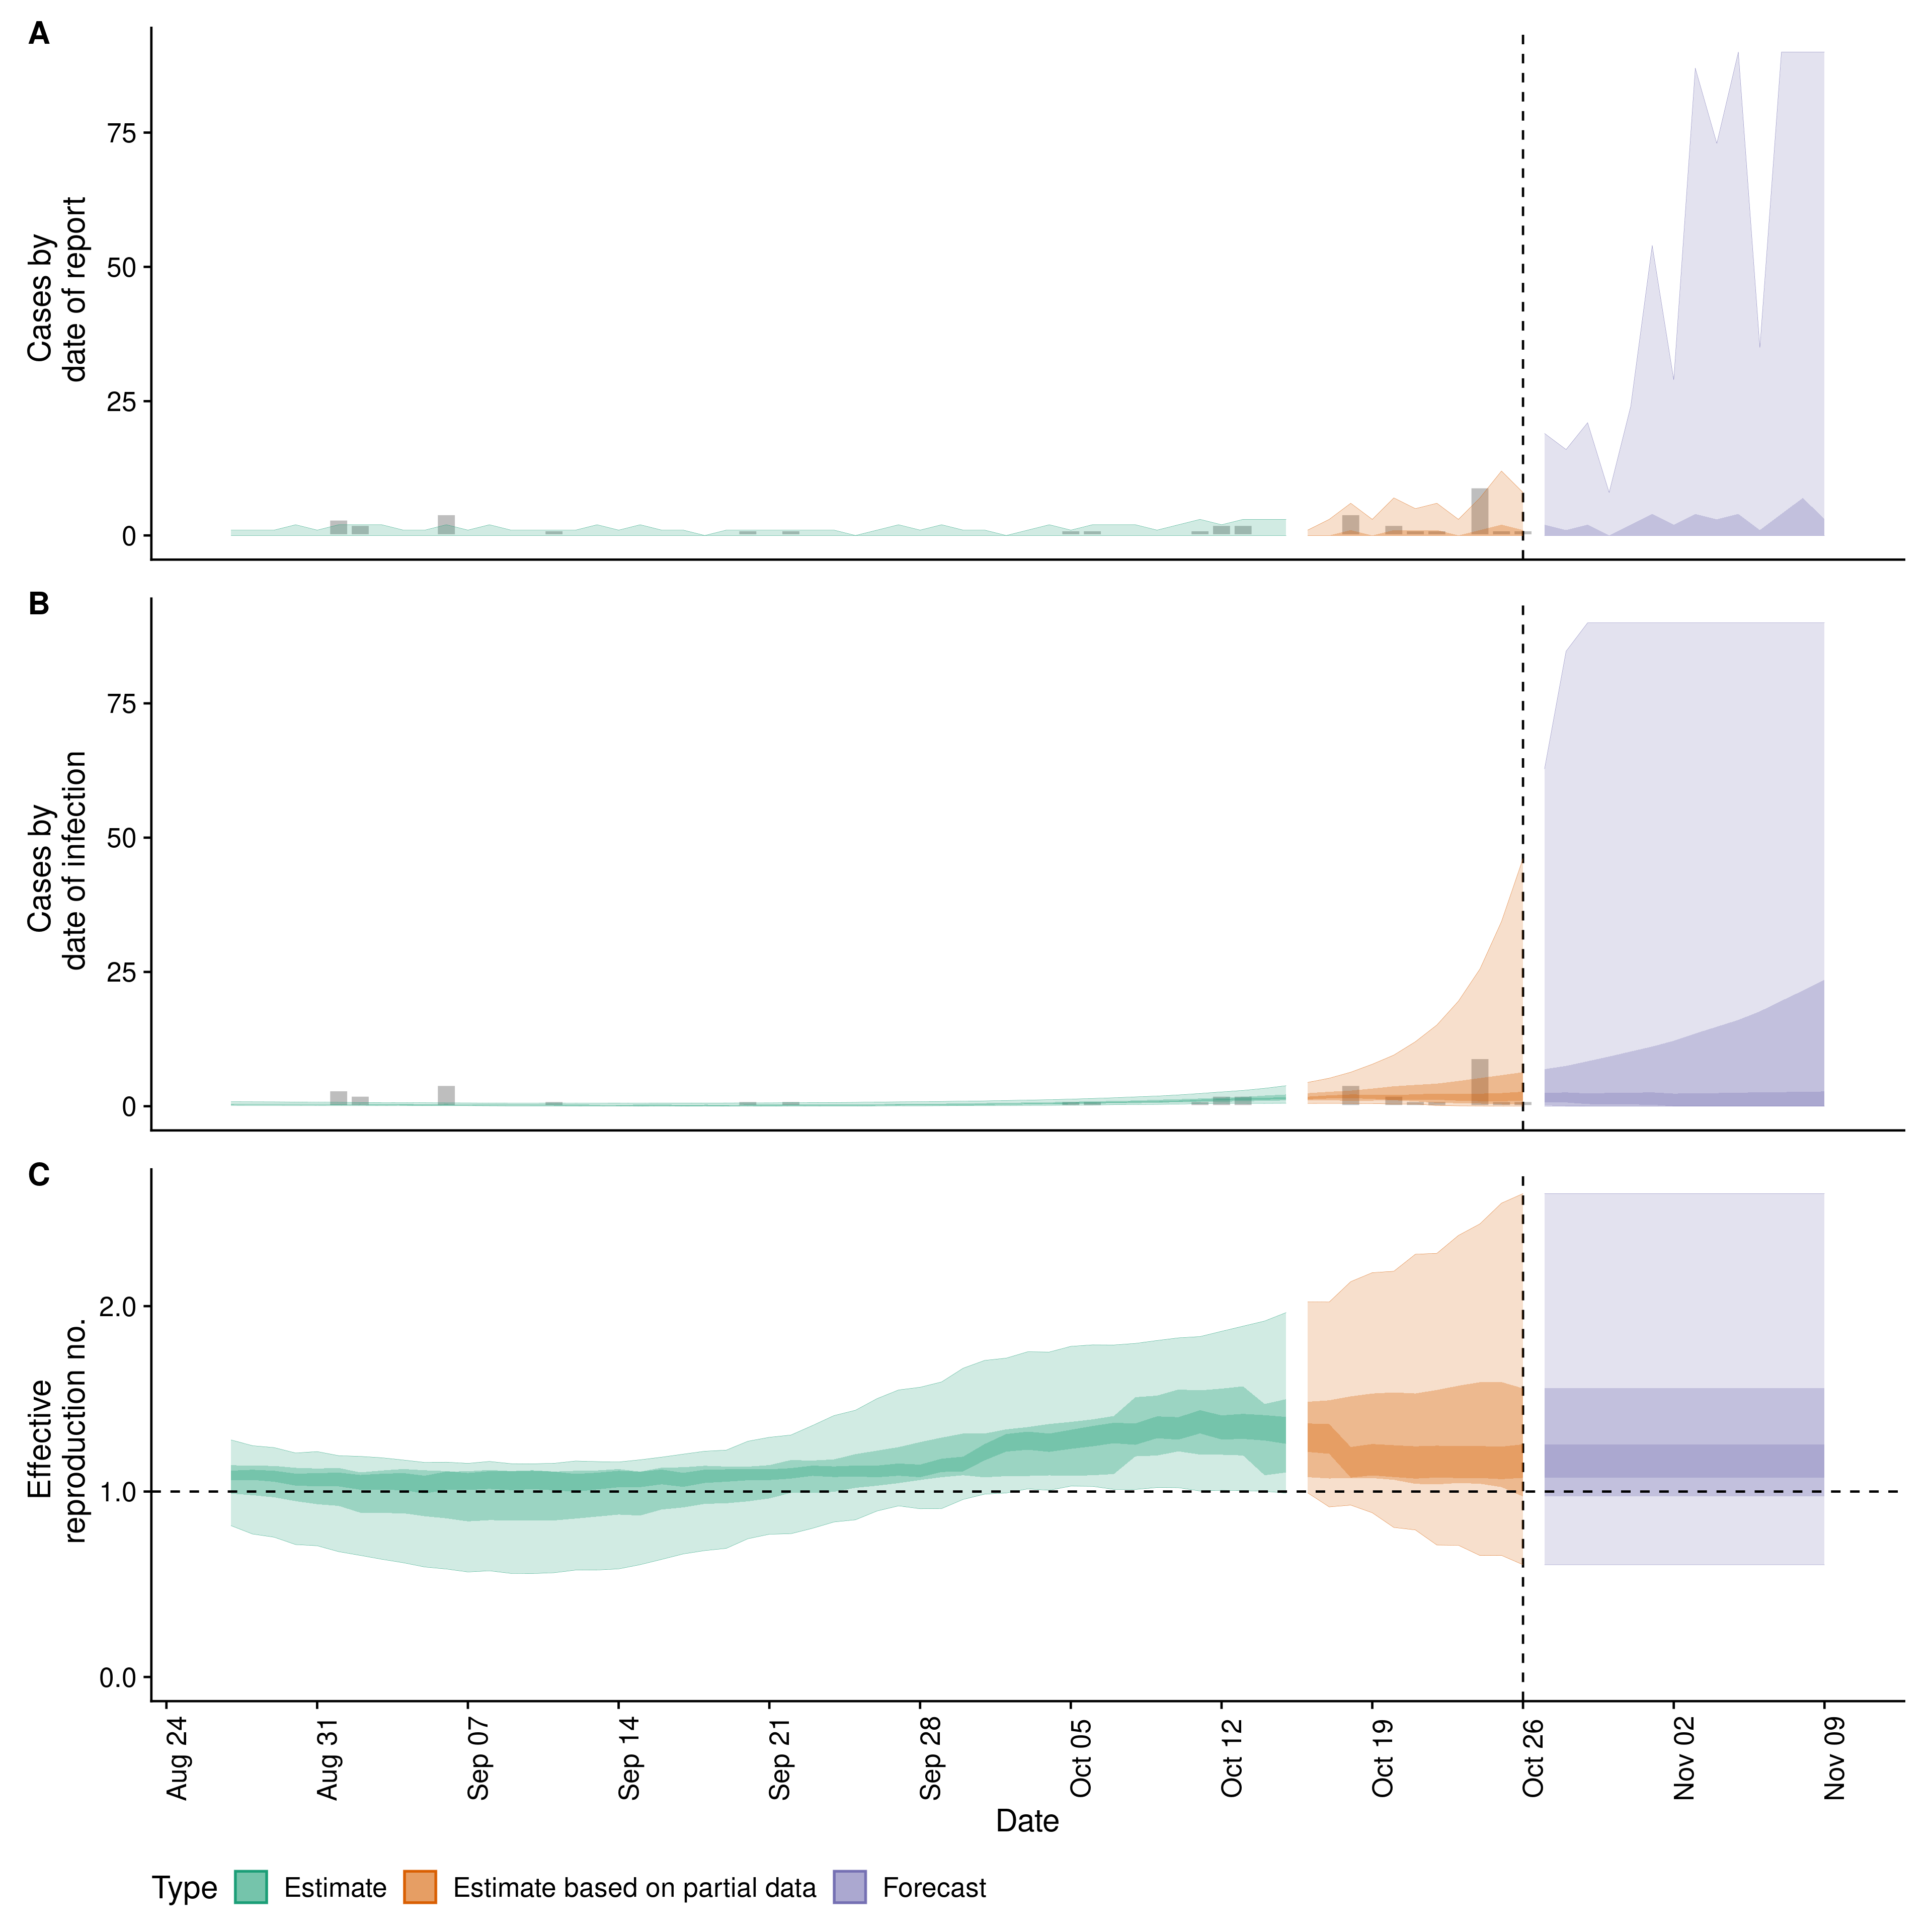 A
Cases by
date of report
75
50
25
0
B
Cases by
date of infection
75
50
25
0
C
Effective
reproduction no.
2.0
1.0
0.0
Aug 24
Aug 31
Sep 07
Sep 14
Sep 21
Sep 28
Oct 05
Oct 12
Oct 19
Oct 26
Nov 02
Nov 09
Date
Type Estimate Estimate based on partial data Forecast